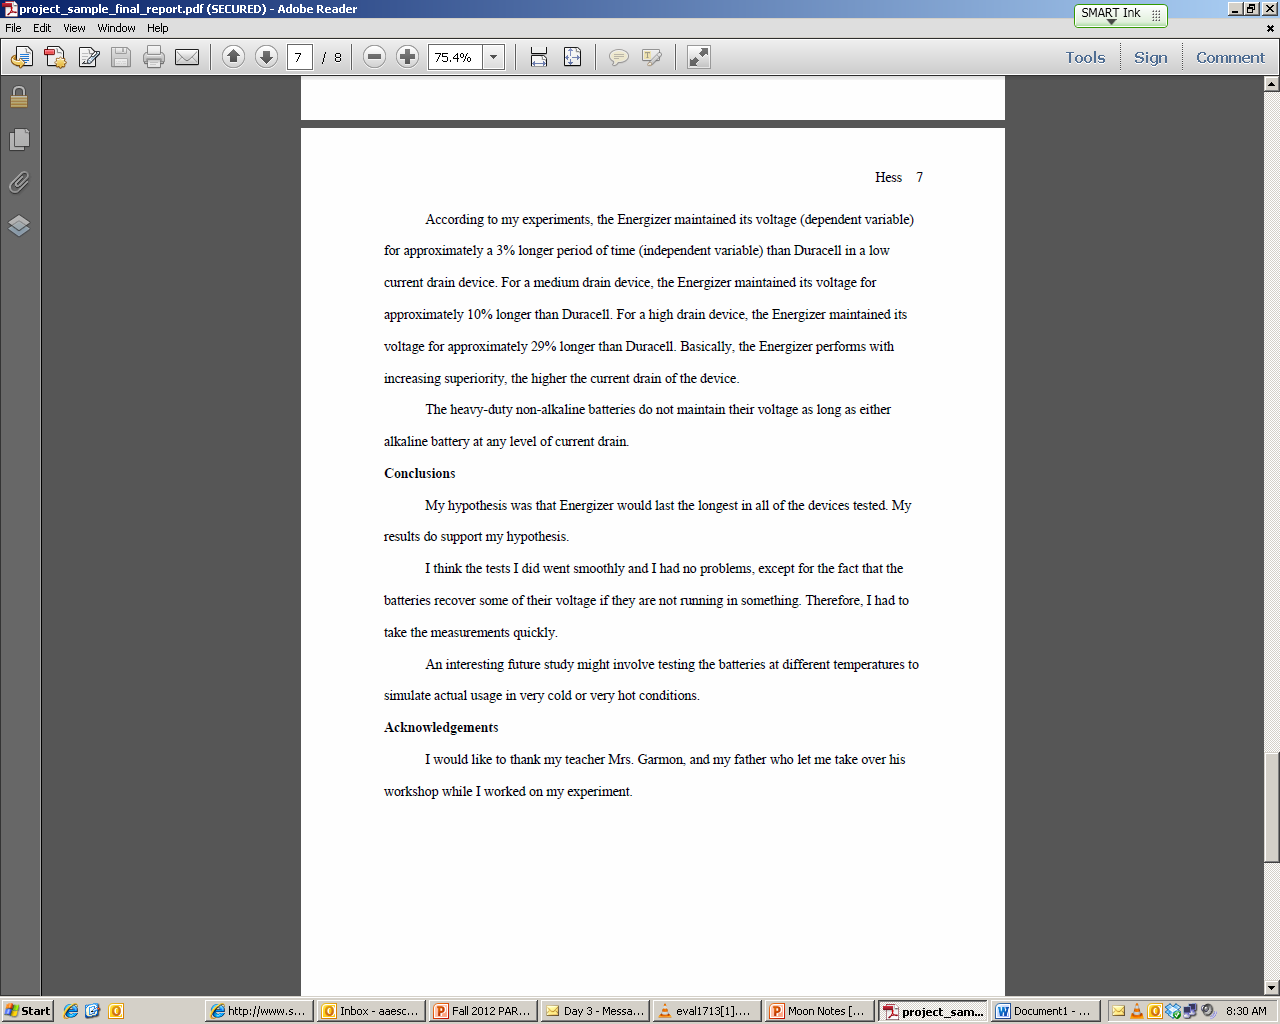 project_sample_final_report.pdf (SECURED) - Adobe Reader
SMART Ink
File Edit View Window Help
7 / 8 75.4% Tools Sign Comment
Hess 7
According to my experiments, the Energizer maintained its voltage (dependent variable)
for approximately a 3% longer period of time (independent variable) than Duracell in a low
current drain device. For a medium drain device, the Energizer maintained its voltage for
approximately 10% longer than Duracell. For a high drain device, the Energizer maintained its
voltage for approximately 29% longer than Duracell. Basically, the Energizer performs with
increasing superiority, the higher the current drain of the device.
The heavy-duty non-alkaline batteries do not maintain their voltage as long as either
alkaline battery at any level of current drain.
Conclusions
My hypothesis was that Energizer would last the longest in all of the devices tested. My
results do support my hypothesis.
I think the tests I did went smoothly and I had no problems, except for the fact that the
batteries recover some of their voltage if they are not running in something. Therefore, I had to
take the measurements quickly.
An interesting future study might involve testing the batteries at different temperatures to
simulate actual usage in very cold or very hot conditions.
Acknowledgements
I would like to thank my teacher Mrs. Garmon, and my father who let me take over his
workshop while I worked on my experiment.
Start http://www.s... Inbox - aaesc... Fall 2012 PAR... Day 3 - Messa... eval1713[1].... Moon Notes [... project_sam... Document1 - ... 8:30 AM